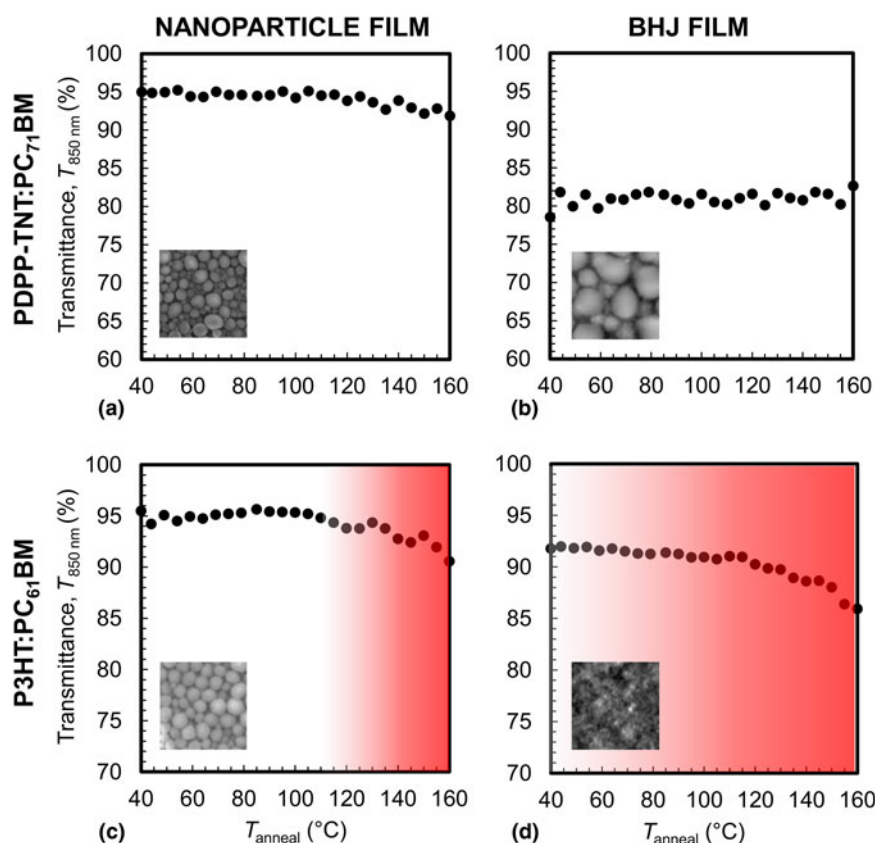 NANOPARTICLE FILM
BHJ FILM
PDPP-TNT:PC₇₁BM
Transmittance, T₈₅₀ ₙₘ (%)
100
95
90
85
80
75
70
65
60
40 60 80 100 120 140 160
(a)
100
95
90
85
80
75
70
65
60
40 60 80 100 120 140 160
(b)
P3HT:PC₆₁BM
Transmittance, T₈₅₀ ₙₘ (%)
100
95
90
85
80
75
70
40 60 80 100 120 140 160
(c)
T_anneal (°C)
100
95
90
85
80
75
70
40 60 80 100 120 140 160
(d)
T_anneal (°C)